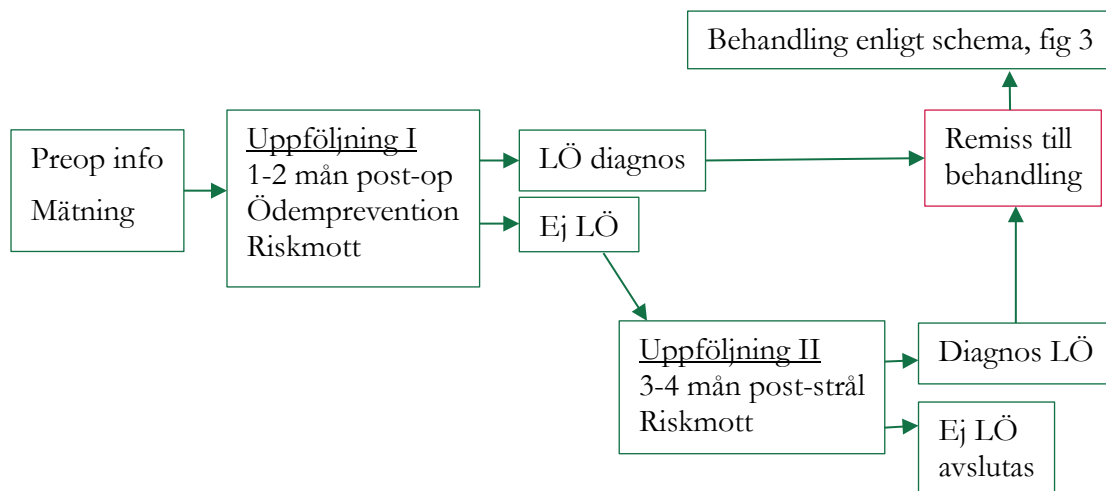 Behandling enligt schema, fig 3
Preop info
Mätning
Uppföljning I
1-2 mån post-op
Ödemprevention
Riskmott
LÖ diagnos
Ej LÖ
Remiss till
behandling
Uppföljning II
3-4 mån post-strål
Riskmott
Diagnos LÖ
Ej LÖ
avslutas